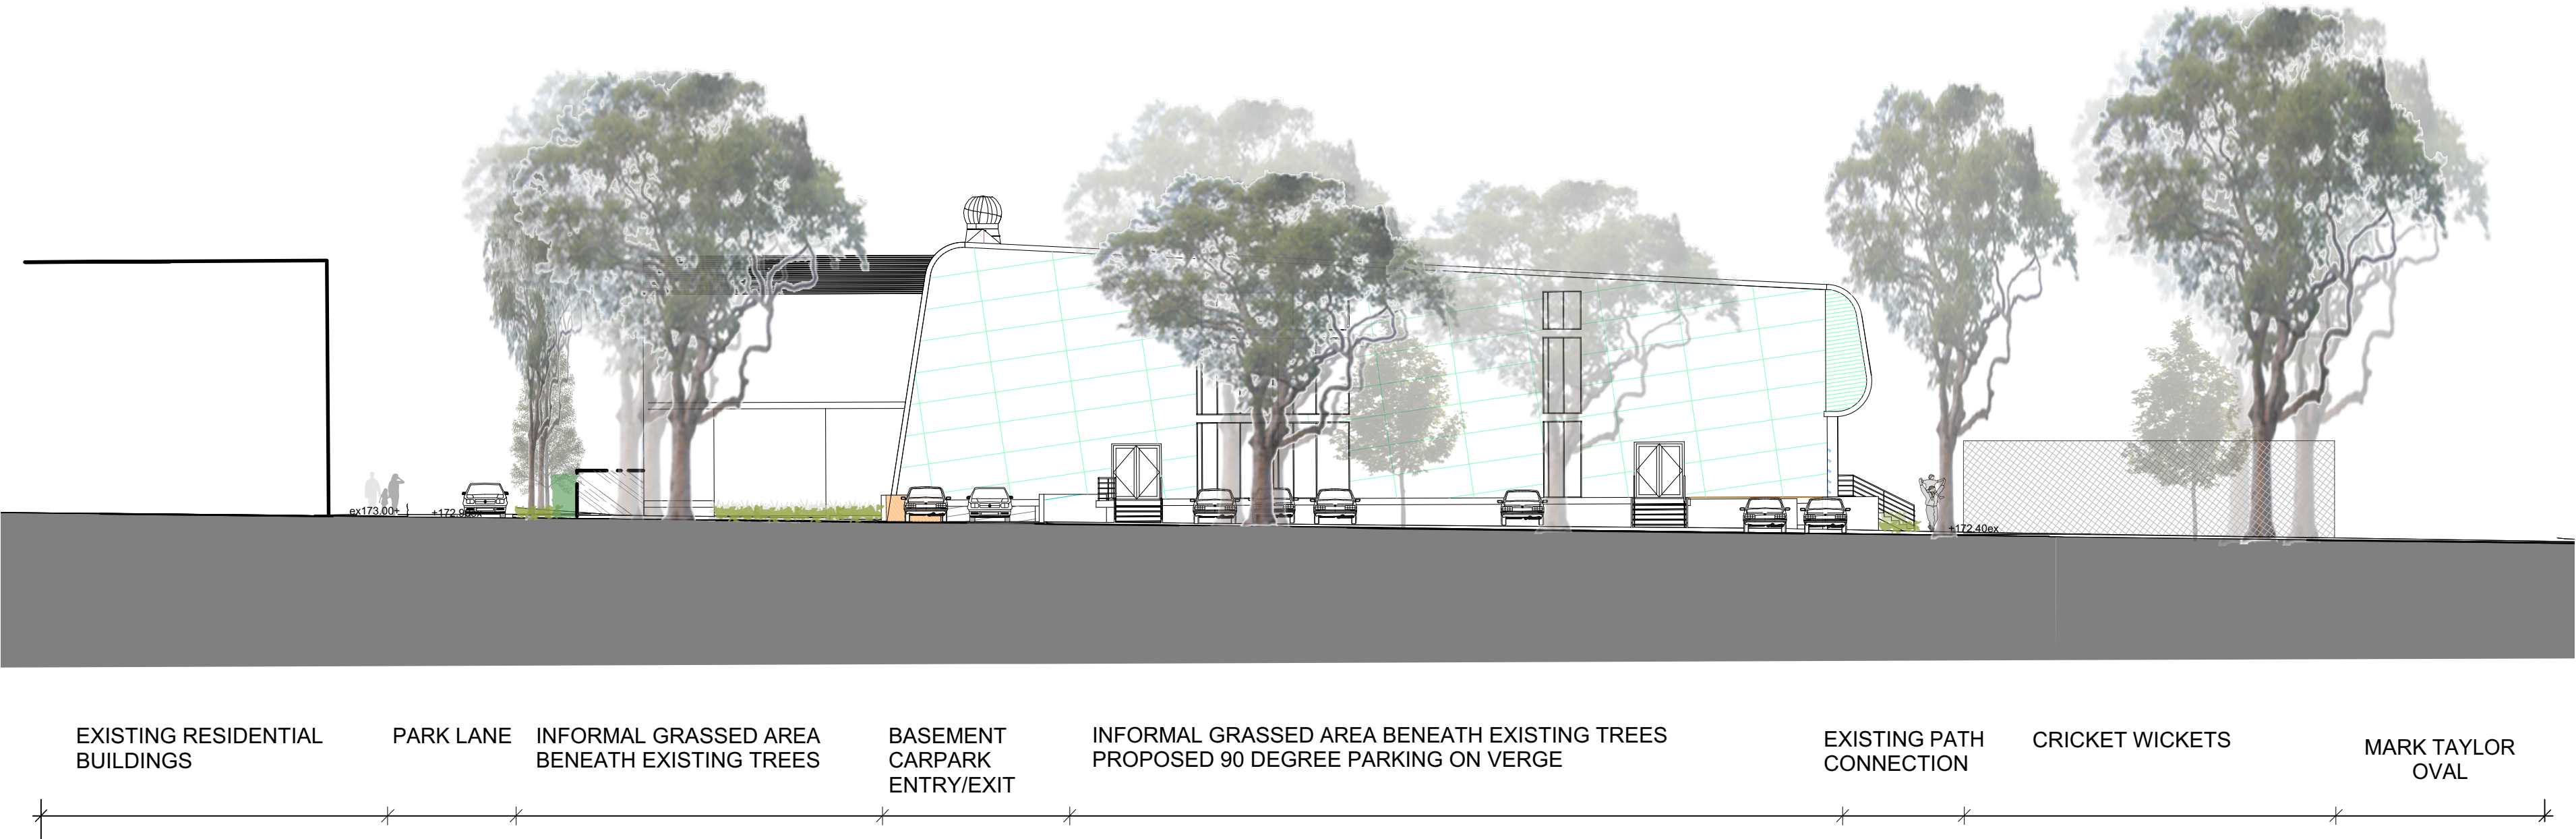 ex173.00+
+172.40ex
EXISTING RESIDENTIAL
BUILDINGS
PARK LANE
INFORMAL GRASSED AREA
BENEATH EXISTING TREES
BASEMENT
CARPARK
ENTRY/EXIT
INFORMAL GRASSED AREA BENEATH EXISTING TREES
PROPOSED 90 DEGREE PARKING ON VERGE
EXISTING PATH
CONNECTION
CRICKET WICKETS
MARK TAYLOR
OVAL